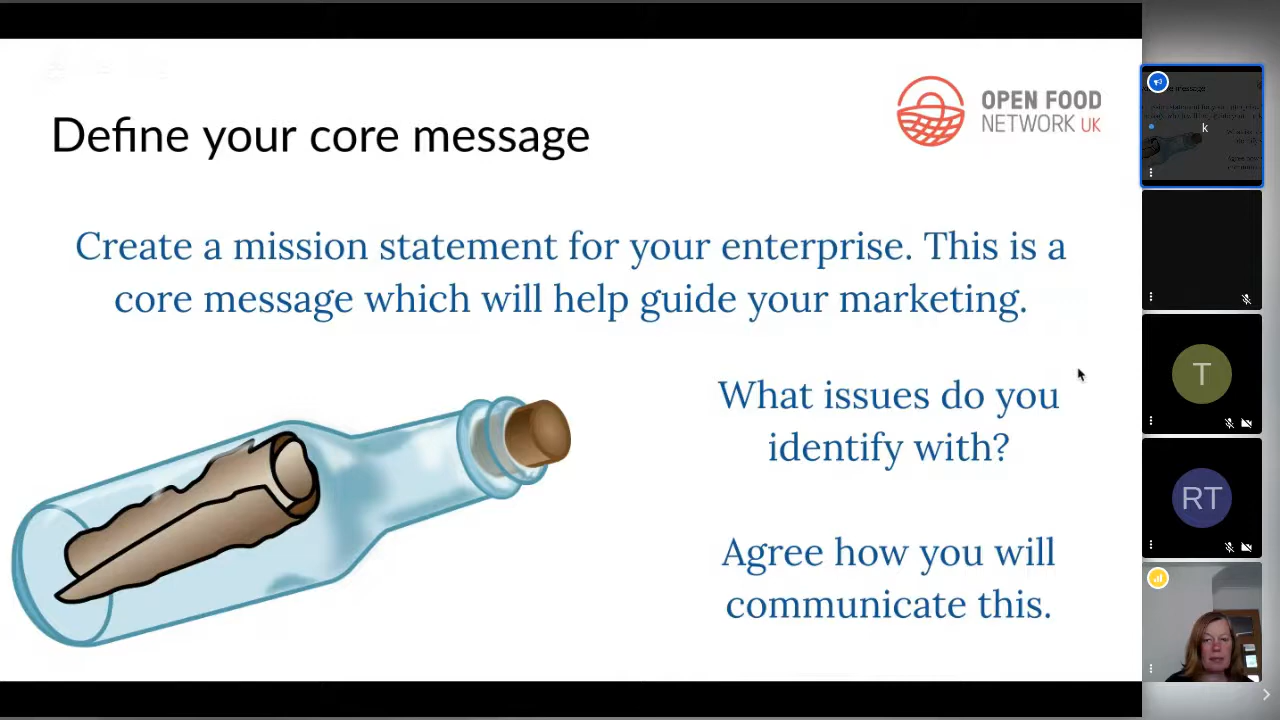 Define your core message
OPEN FOOD
NETWORK UK
Create a mission statement for your enterprise. This is a
core message which will help guide your marketing.
What issues do you
identify with?
Agree how you will
communicate this.
k
T
RT